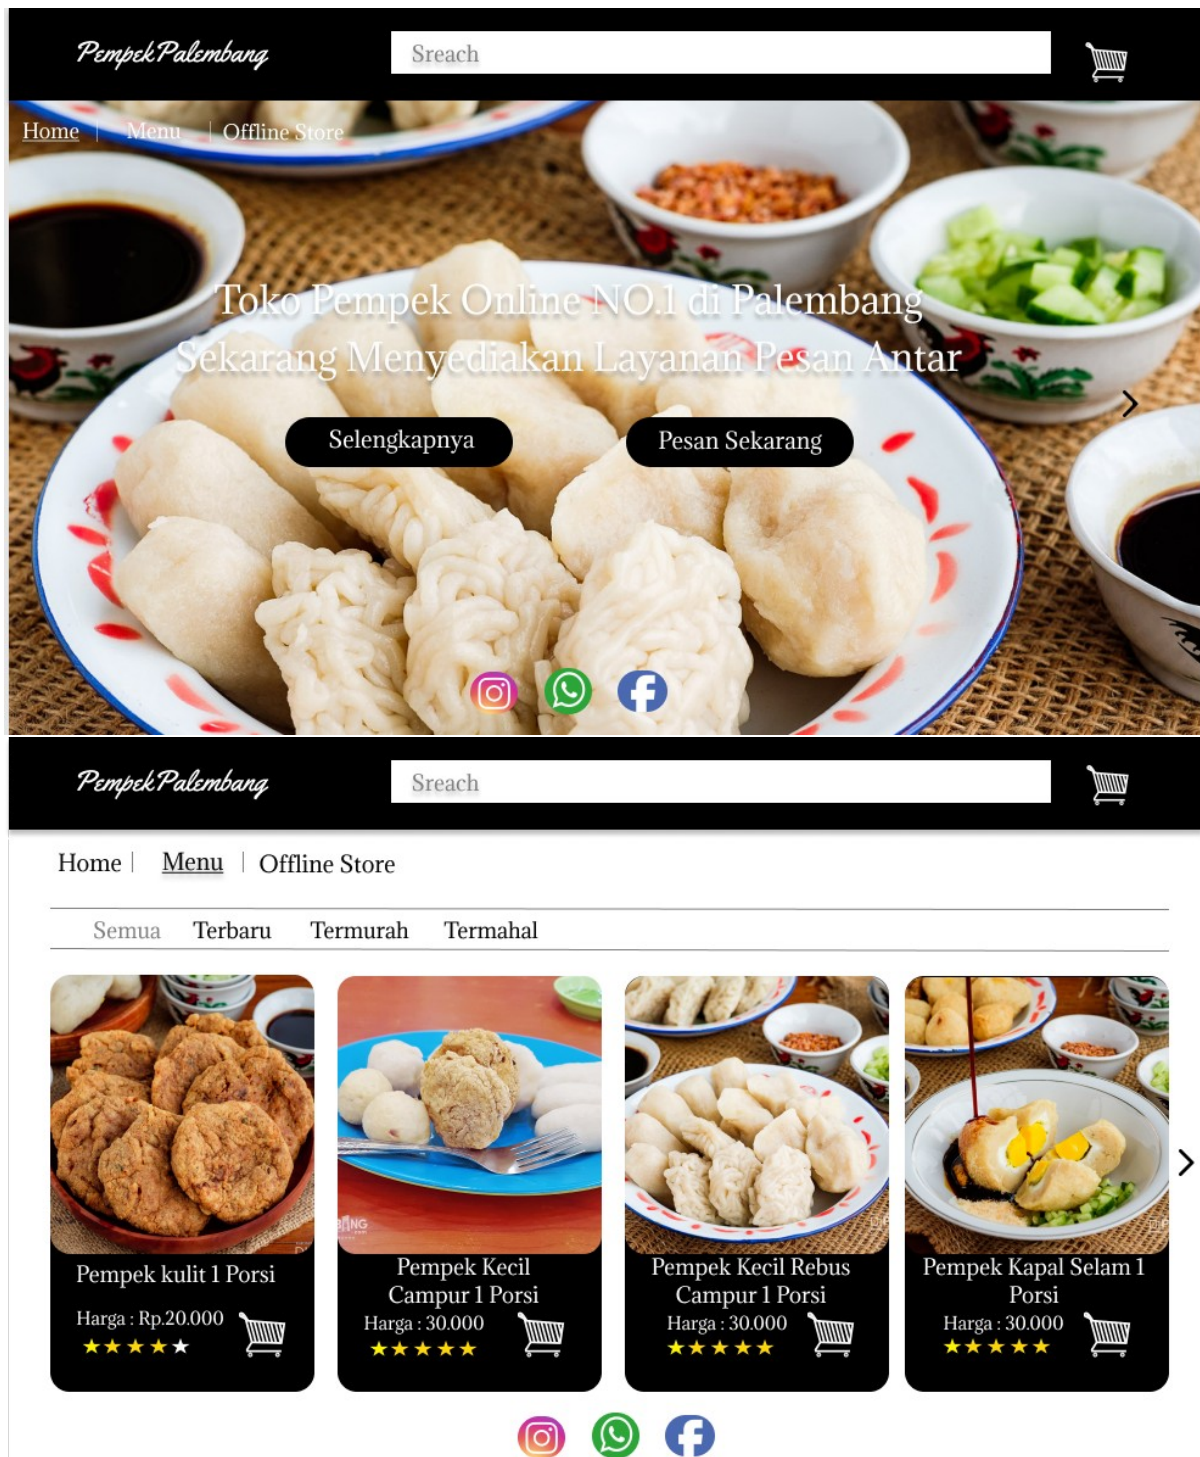 PempekPalembang
Sreach
Home | Menu | Offline Store
Toko Pempek Online NO.1 di Palembang
Sekarang Menyediakan Layanan Pesan Antar
Selengkapnya
Pesan Sekarang
PempekPalembang
Sreach
Home | Menu | Offline Store
Semua Terbaru Termurah Termahal
Pempek kulit 1 Porsi
Harga : Rp.20.000
Pempek Kecil
Campur 1 Porsi
Harga : 30.000
Pempek Kecil Rebus
Campur 1 Porsi
Harga : 30.000
Pempek Kapal Selam 1
Porsi
Harga : 30.000